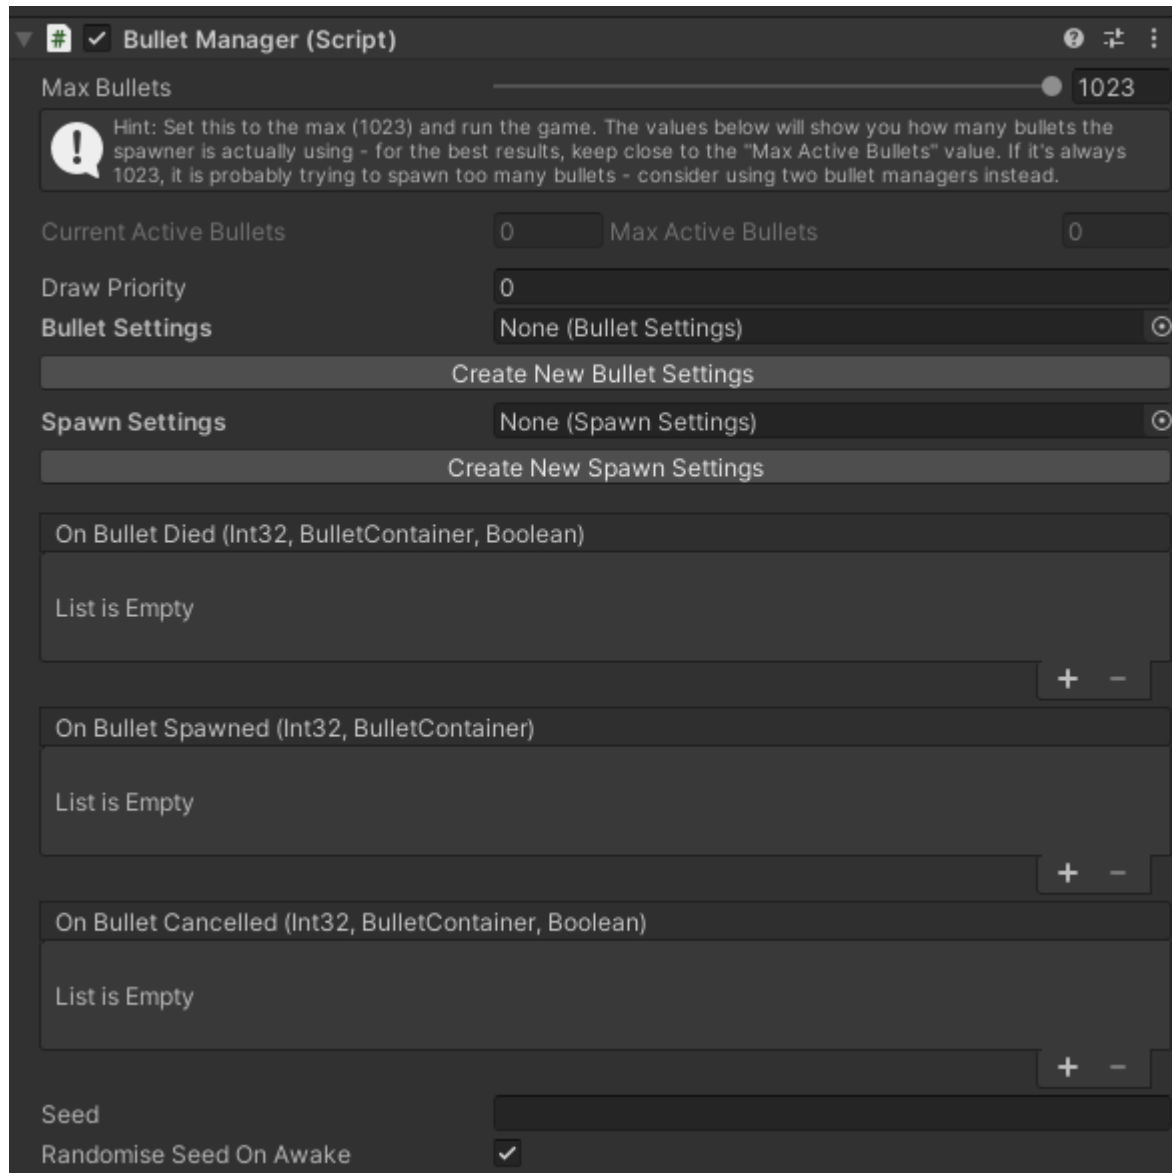 # Bullet Manager (Script)
Max Bullets 1023
Hint: Set this to the max (1023) and run the game. The values below will show you how many bullets the
spawner is actually using - for the best results, keep close to the "Max Active Bullets" value. If it's always
1023, it is probably trying to spawn too many bullets - consider using two bullet managers instead.
Current Active Bullets 0 Max Active Bullets 0
Draw Priority 0
Bullet Settings None (Bullet Settings)
Create New Bullet Settings
Spawn Settings None (Spawn Settings)
Create New Spawn Settings
On Bullet Died (Int32, BulletContainer, Boolean)
List is Empty
+ −
On Bullet Spawned (Int32, BulletContainer)
List is Empty
+ −
On Bullet Cancelled (Int32, BulletContainer, Boolean)
List is Empty
+ −
Seed
Randomise Seed On Awake